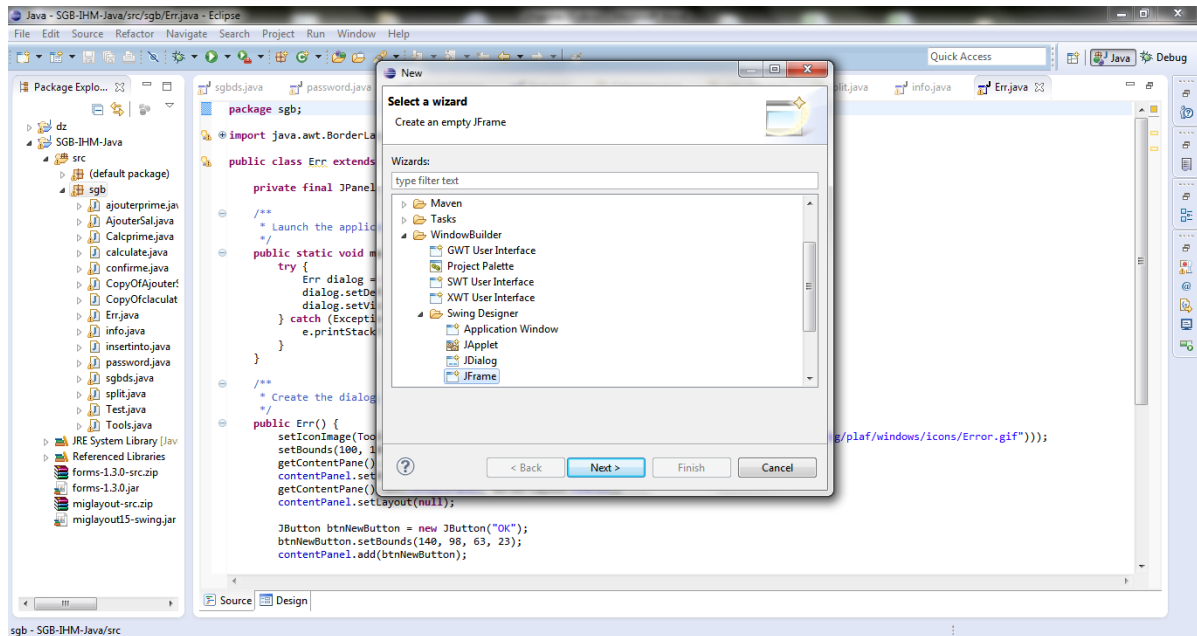 Java - SGB-IHM-Java/src/sgb/Err.java - Eclipse
File Edit Source Refactor Navigate Search Project Run Window Help
Quick Access
Java
Debug
Package Explo...
sgbds.java
password.java
plit.java
info.java
Err.java
dz
SGB-IHM-Java
src
(default package)
sgb
ajouterprime.jav
AjouterSal.java
Calcprime.java
calculate.java
confirme.java
CopyOfAjouterS
CopyOfclaculat
Err.java
info.java
insertinto.java
password.java
sgbds.java
split.java
Test.java
Tools.java
JRE System Library [Jav
Referenced Libraries
forms-1.3.0-src.zip
forms-1.3.0.jar
miglayout-src.zip
miglayout15-swing.jar
package sgb;
import java.awt.BorderLa
public class Err extends
private final JPanel
/**
* Launch the applic
*/
public static void m
try {
Err dialog =
dialog.setDe
dialog.setVi
} catch (Excepti
e.printStack
}
}
/**
* Create the dialog
*/
public Err() {
setIconImage(Too
g/plaf/windows/icons/Error.gif")));
setBounds(100, 1
getContentPane()
contentPanel.set
getContentPane()
contentPanel.setLayout(null);
JButton btnNewButton = new JButton("OK");
btnNewButton.setBounds(140, 98, 63, 23);
contentPanel.add(btnNewButton);
New
Select a wizard
Create an empty JFrame
Wizards:
type filter text
Maven
Tasks
WindowBuilder
GWT User Interface
Project Palette
SWT User Interface
XWT User Interface
Swing Designer
Application Window
JApplet
JDialog
JFrame
< Back
Next >
Finish
Cancel
Source
Design
sgb - SGB-IHM-Java/src